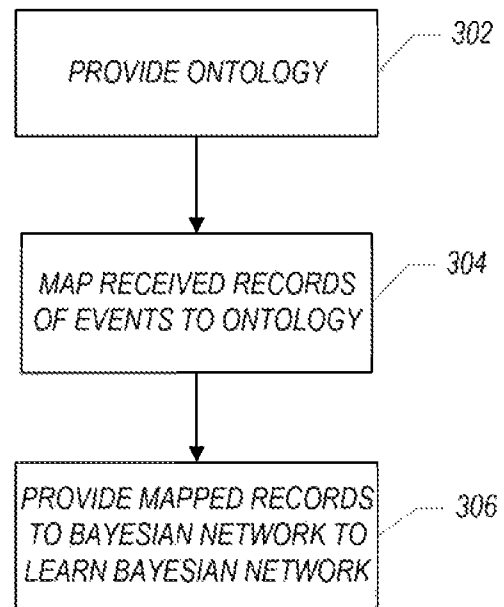 PROVIDE ONTOLOGY
302
MAP RECEIVED RECORDS
OF EVENTS TO ONTOLOGY
304
PROVIDE MAPPED RECORDS
TO BAYESIAN NETWORK TO
LEARN BAYESIAN NETWORK
306